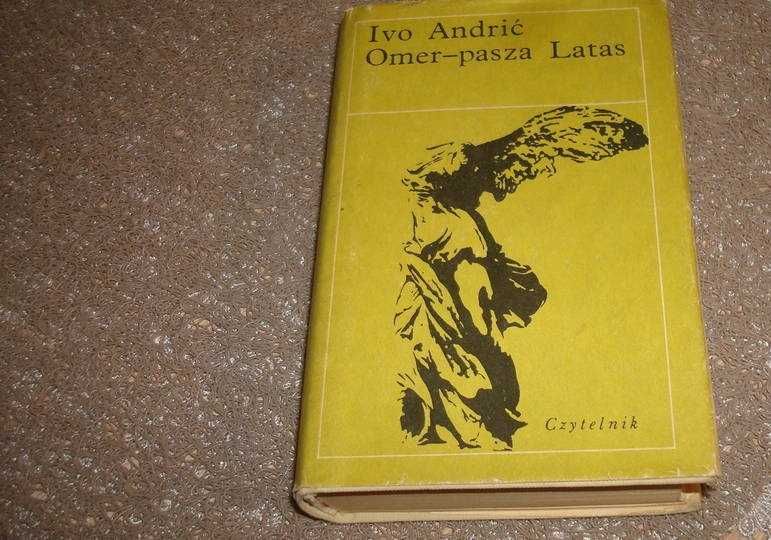 Ivo Andrić
Omer-pasza Latas
Czytelnik